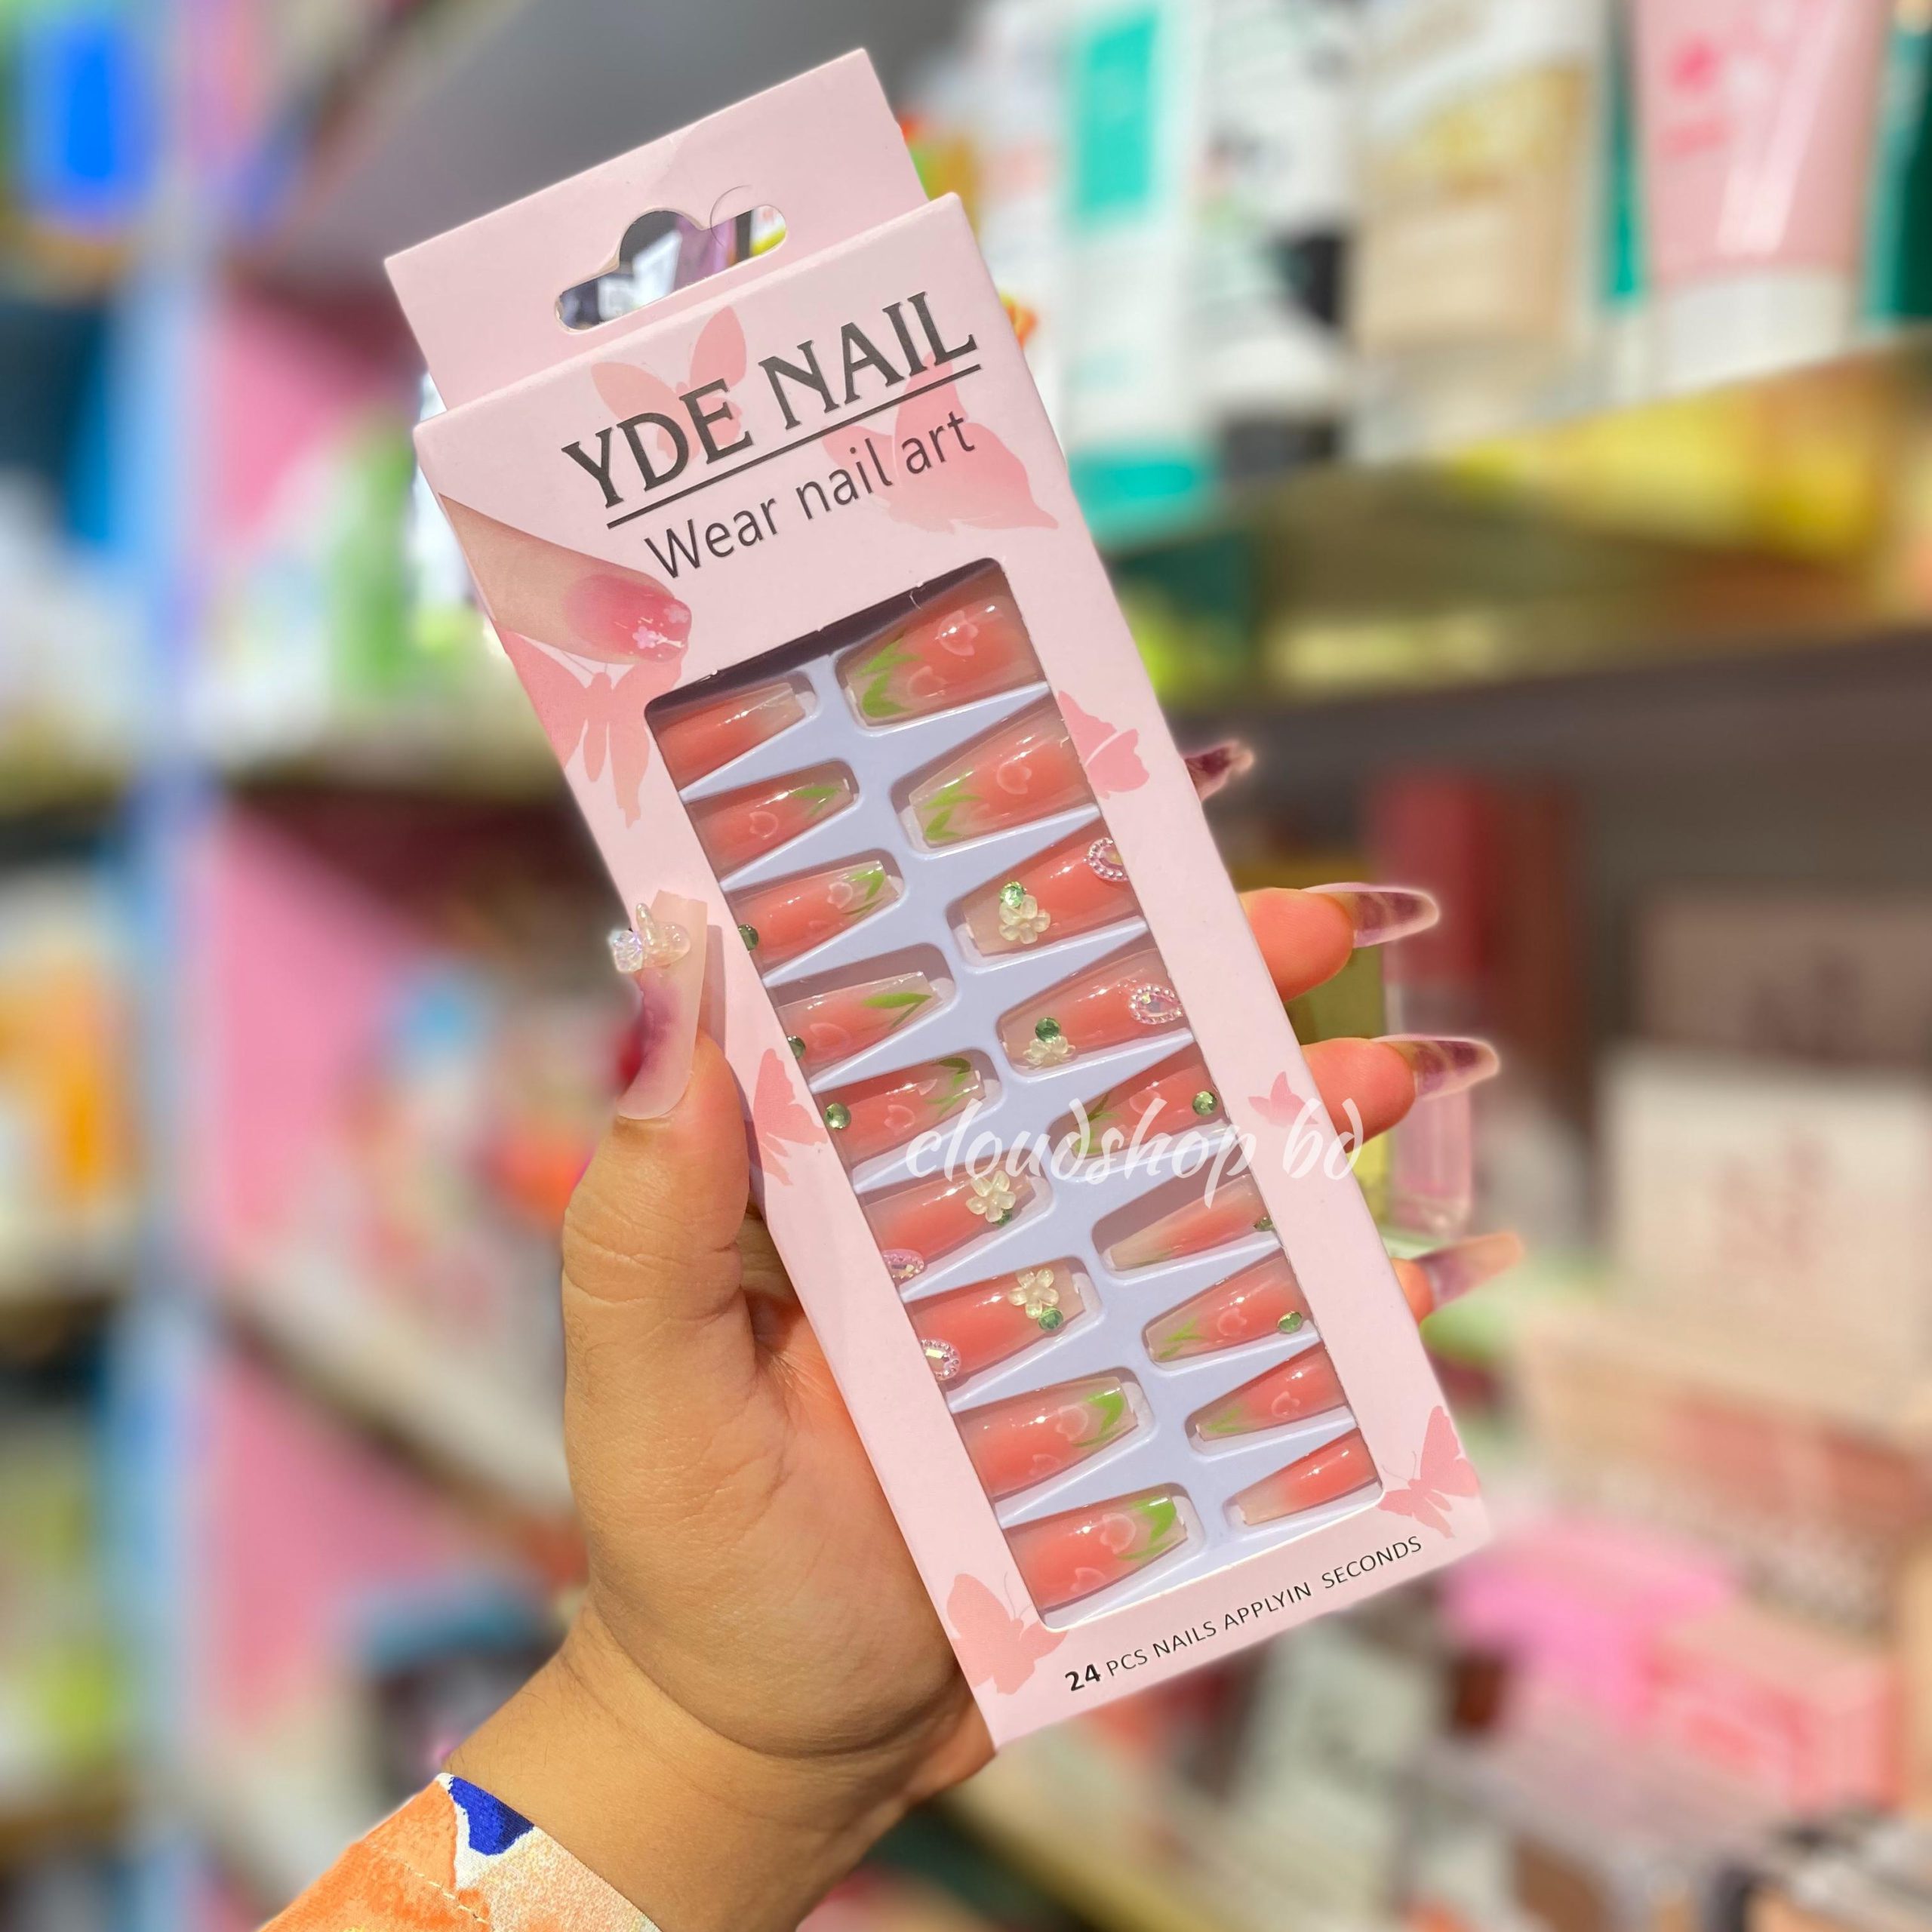 YDE NAIL
Wear nail art
cloudshop bd
24 PCS NAILS APPLYIN SECONDS